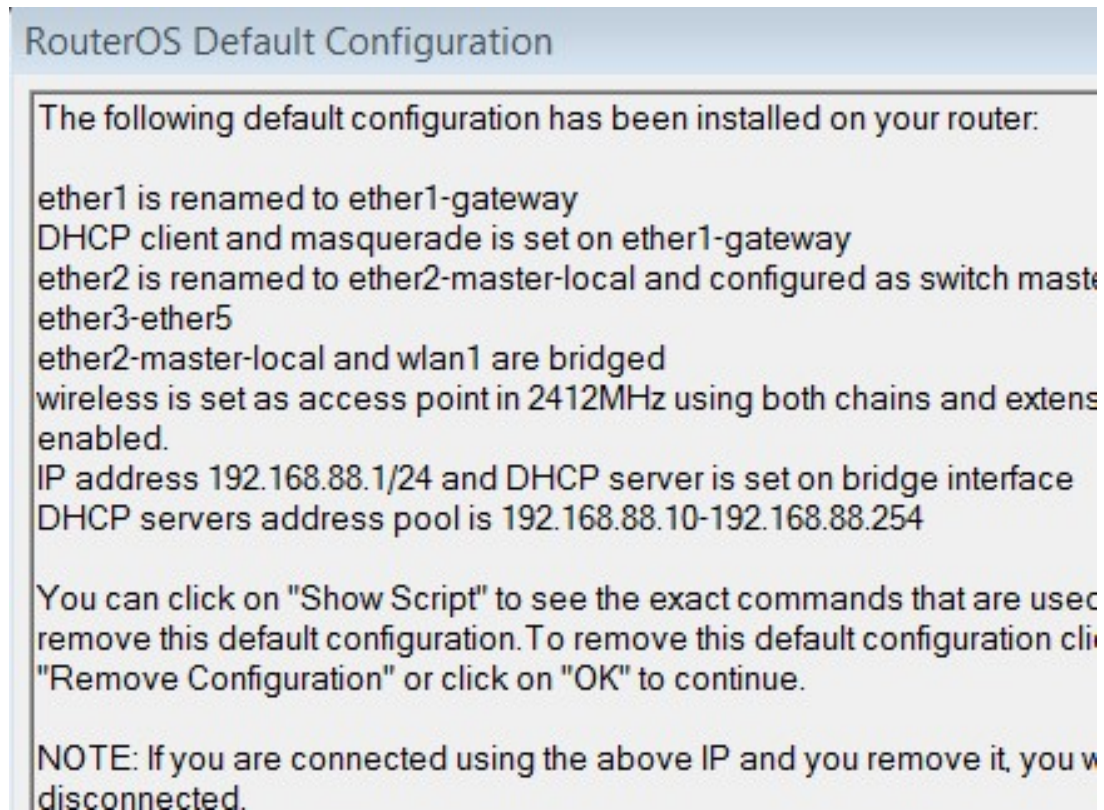 RouterOS Default Configuration
The following default configuration has been installed on your router:
ether1 is renamed to ether1-gateway
DHCP client and masquerade is set on ether1-gateway
ether2 is renamed to ether2-master-local and configured as switch maste
ether3-ether5
ether2-master-local and wlan1 are bridged
wireless is set as access point in 2412MHz using both chains and extens
enabled.
IP address 192.168.88.1/24 and DHCP server is set on bridge interface
DHCP servers address pool is 192.168.88.10-192.168.88.254
You can click on "Show Script" to see the exact commands that are used
remove this default configuration.To remove this default configuration cli
"Remove Configuration" or click on "OK" to continue.
NOTE: If you are connected using the above IP and you remove it, you w
disconnected.